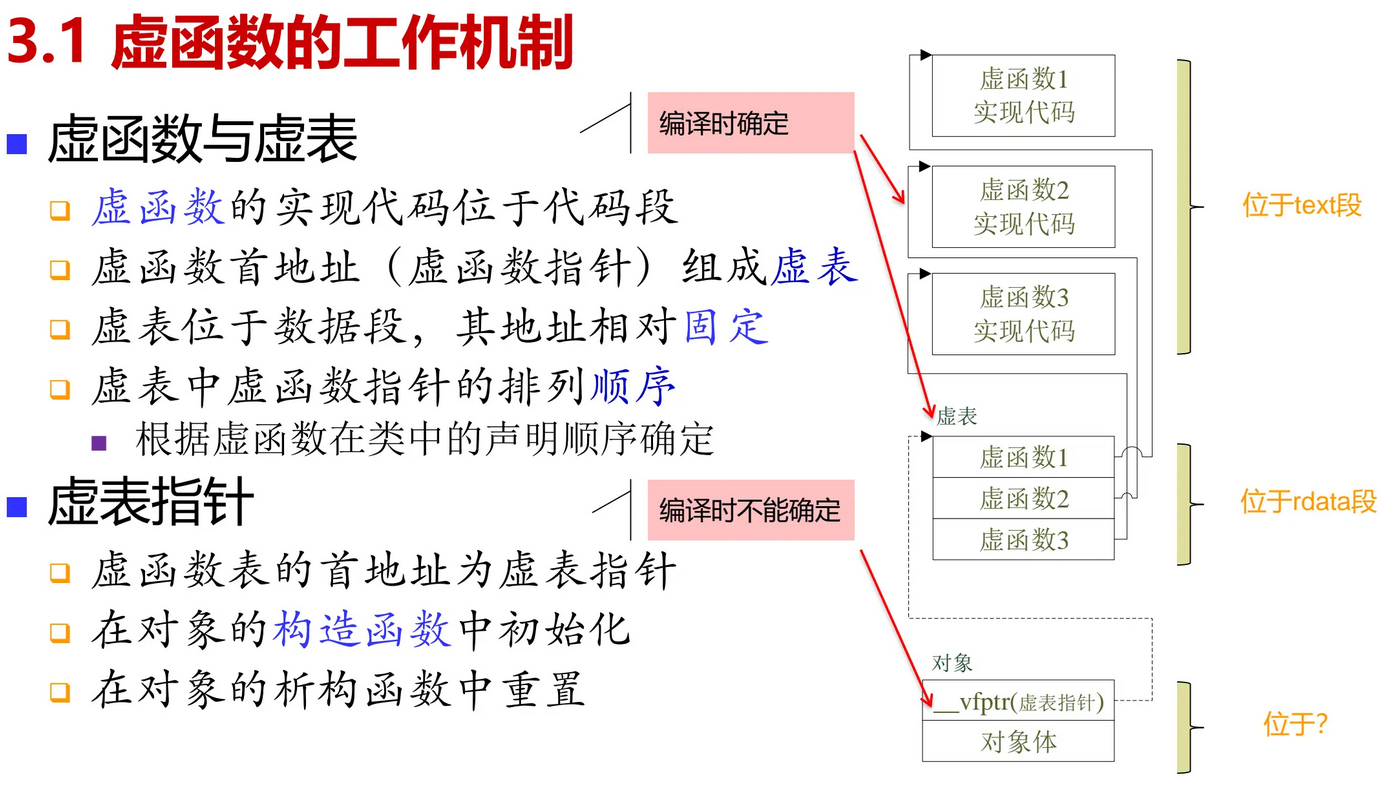 3.1 虚函数的工作机制
虚函数与虚表
虚函数的实现代码位于代码段
虚函数首地址（虚函数指针）组成虚表
虚表位于数据段，其地址相对固定
虚表中虚函数指针的排列顺序
根据虚函数在类中的声明顺序确定
虚表指针
虚函数表的首地址为虚表指针
在对象的构造函数中初始化
在对象的析构函数中重置
编译时确定
编译时不能确定
虚函数1
实现代码
虚函数2
实现代码
虚函数3
实现代码
位于text段
虚表
虚函数1
虚函数2
虚函数3
位于rdata段
对象
__vfptr(虚表指针)
对象体
位于?